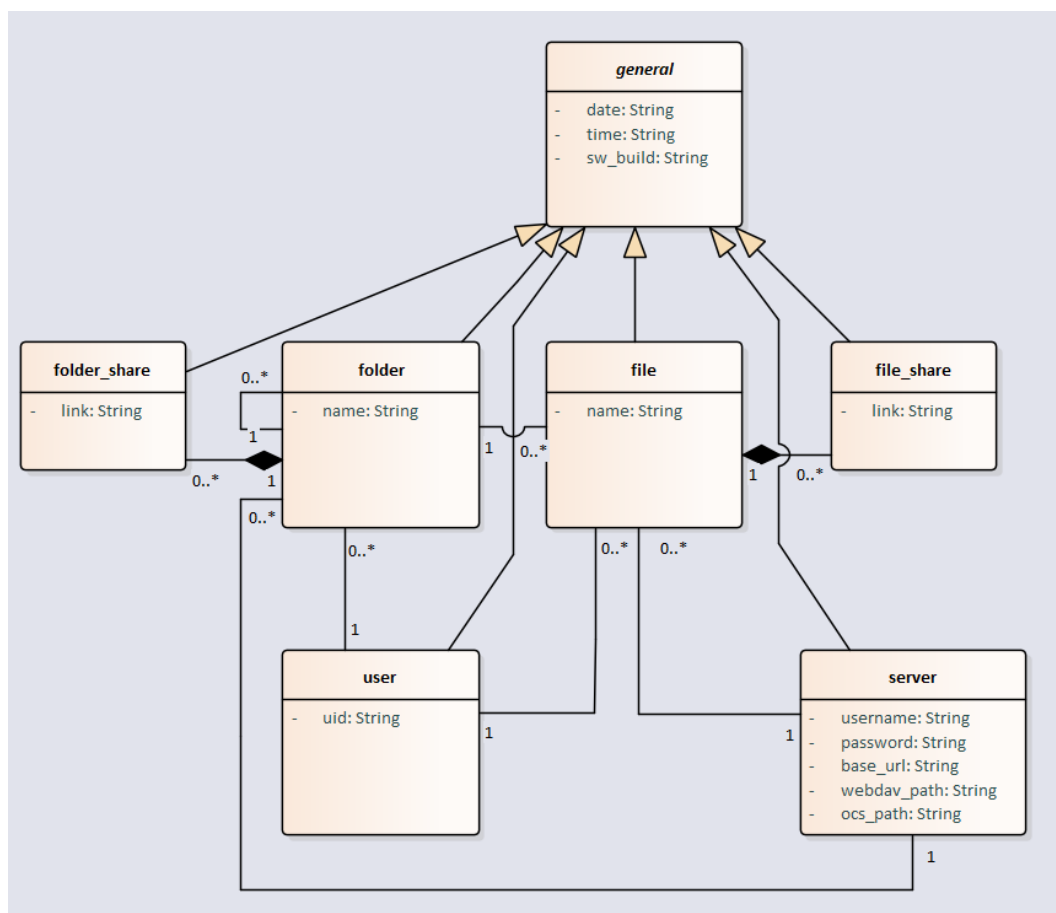 general
- date: String
- time: String
- sw_build: String
folder_share
- link: String
folder
- name: String
file
- name: String
file_share
- link: String
0..*
1
0..*
1
0..*
1
0..*
1
0..*
0..*
1
user
- uid: String
0..*
1
0..*
1
server
- username: String
- password: String
- base_url: String
- webdav_path: String
- ocs_path: String
1